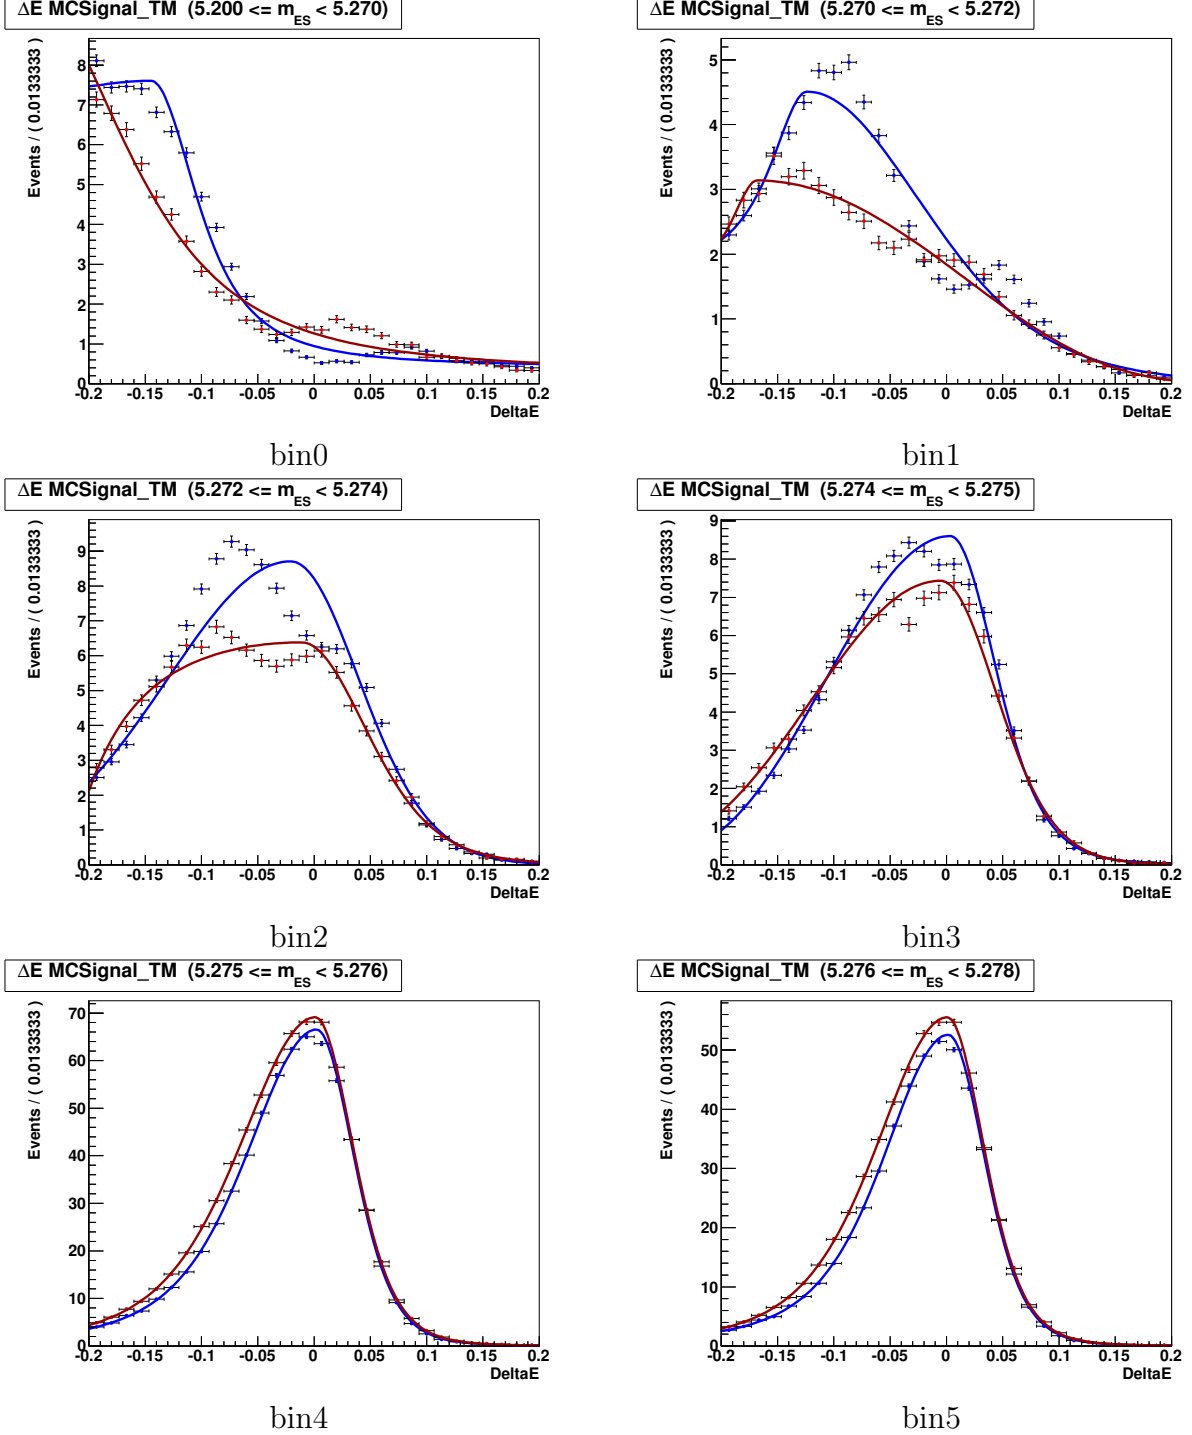 ΔE MCSignal_TM (5.200 <= m_ES < 5.270)
Events / ( 0.0133333 )
0 1 2 3 4 5 6 7 8
-0.2 -0.15 -0.1 -0.05 0 0.05 0.1 0.15 0.2
DeltaE
bin0
ΔE MCSignal_TM (5.270 <= m_ES < 5.272)
Events / ( 0.0133333 )
0 1 2 3 4 5
-0.2 -0.15 -0.1 -0.05 0 0.05 0.1 0.15 0.2
DeltaE
bin1
ΔE MCSignal_TM (5.272 <= m_ES < 5.274)
Events / ( 0.0133333 )
0 1 2 3 4 5 6 7 8 9
-0.2 -0.15 -0.1 -0.05 0 0.05 0.1 0.15 0.2
DeltaE
bin2
ΔE MCSignal_TM (5.274 <= m_ES < 5.275)
Events / ( 0.0133333 )
0 1 2 3 4 5 6 7 8 9
-0.2 -0.15 -0.1 -0.05 0 0.05 0.1 0.15 0.2
DeltaE
bin3
ΔE MCSignal_TM (5.275 <= m_ES < 5.276)
Events / ( 0.0133333 )
0 10 20 30 40 50 60 70
-0.2 -0.15 -0.1 -0.05 0 0.05 0.1 0.15 0.2
DeltaE
bin4
ΔE MCSignal_TM (5.276 <= m_ES < 5.278)
Events / ( 0.0133333 )
0 10 20 30 40 50
-0.2 -0.15 -0.1 -0.05 0 0.05 0.1 0.15 0.2
DeltaE
bin5